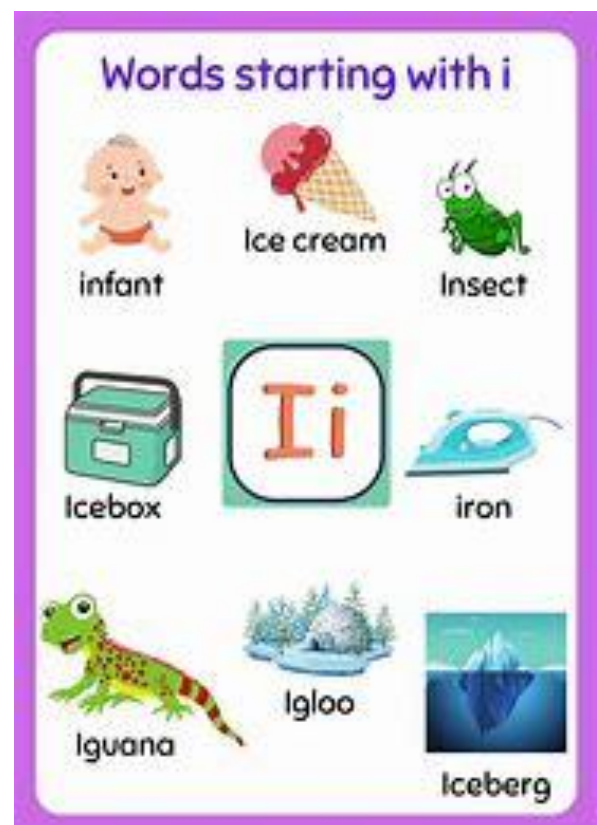 Words starting with i
infant
Ice cream
Insect
Icebox
Ii
iron
Iguana
Igloo
Iceberg